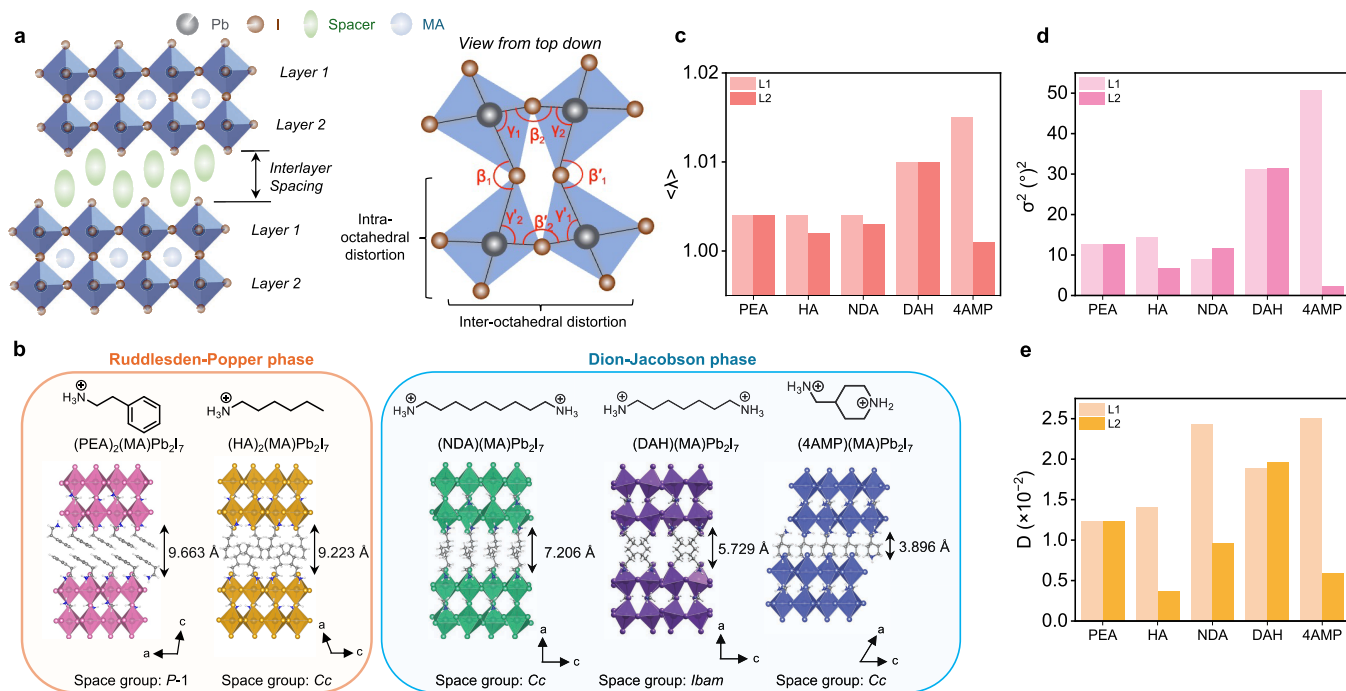 Pb I Spacer MA
a
Layer 1
Layer 2
Interlayer
Spacing
Layer 1
Layer 2
View from top down
γ₁ β₂ γ₂
β₁ β'₁
γ'₂ β'₂ γ'₁
Intra-
octahedral
distortion
Inter-octahedral distortion
b
Ruddlesden-Popper phase
H₃N ⊕
(PEA)₂(MA)Pb₂I₇
9.663 Å
c
a
Space group: P-1
⊕
H₃N
(HA)₂(MA)Pb₂I₇
9.223 Å
a
c
Space group: Cc
Dion-Jacobson phase
⊕ ⊕
H₃N NH₃
(NDA)(MA)Pb₂I₇
7.206 Å
a
c
Space group: Cc
⊕ ⊕
H₃N NH₃
(DAH)(MA)Pb₂I₇
5.729 Å
a
c
Space group: Ibam
H₃N ⊕
⊕ NH₂
(4AMP)(MA)Pb₂I₇
3.896 Å
a
c
Space group: Cc
c
L1
L2
<λ>
1.02
1.01
1.00
PEA HA NDA DAH 4AMP
d
L1
L2
σ² (°)²
50
40
30
20
10
0
PEA HA NDA DAH 4AMP
e
L1
L2
D (×10⁻²)
2.5
2.0
1.5
1.0
0.5
0.0
PEA HA NDA DAH 4AMP